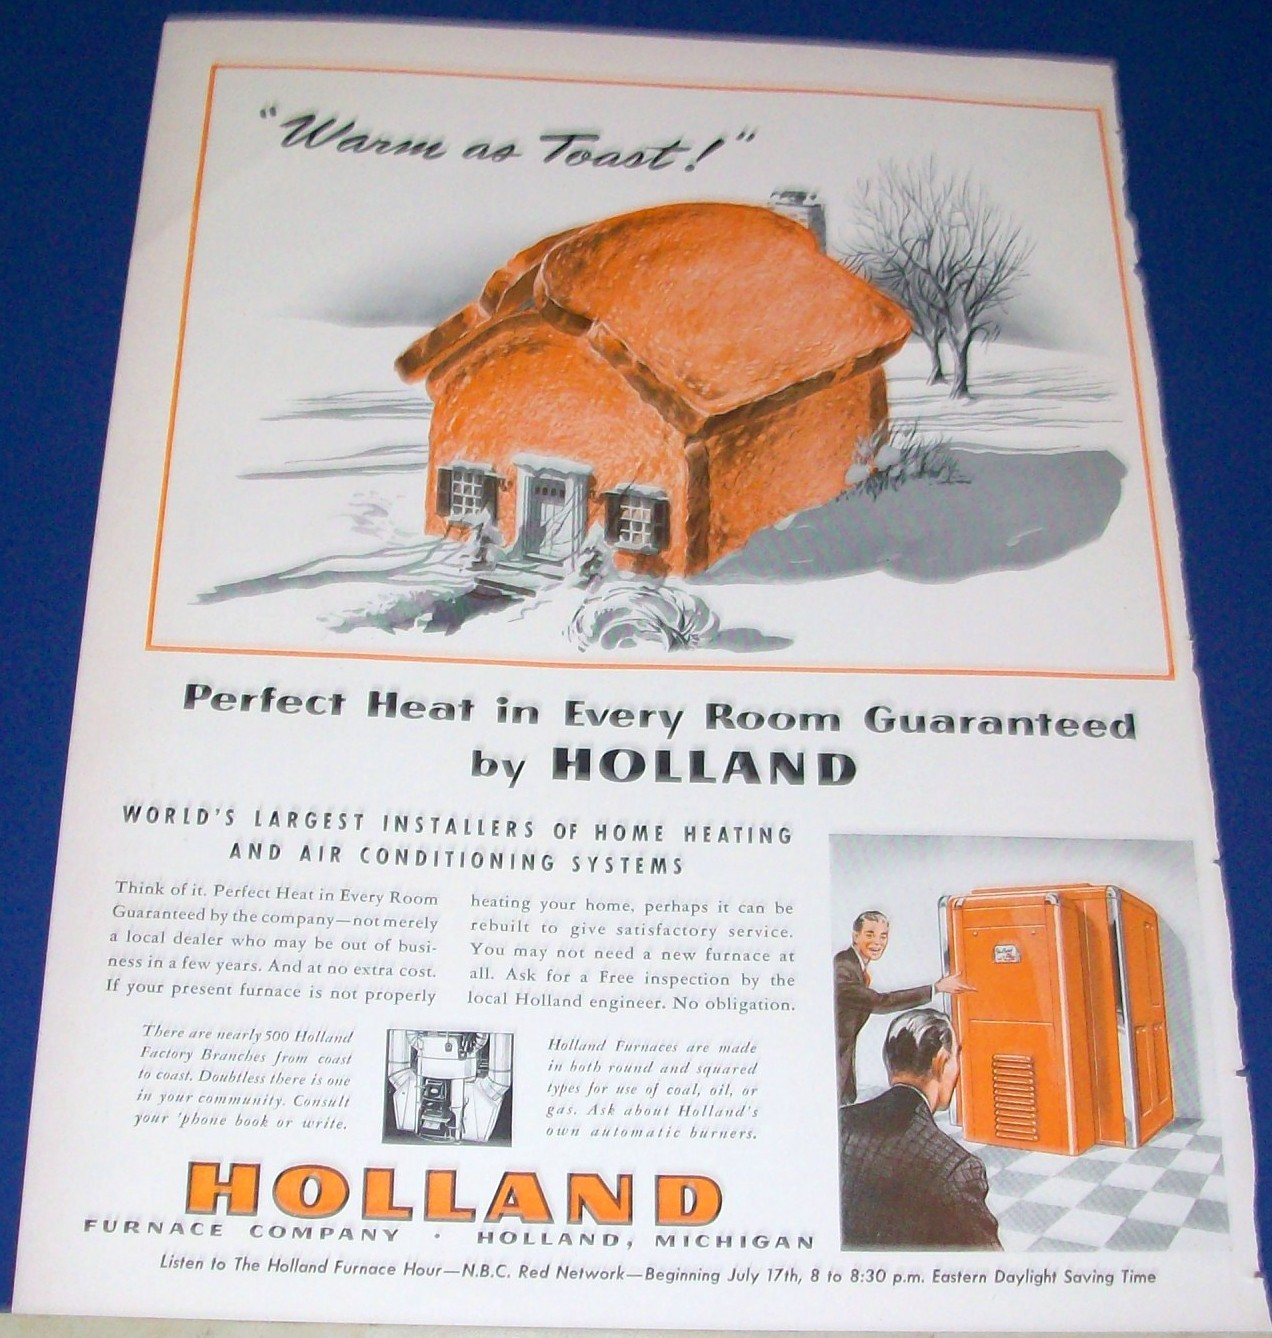 "Warm as Toast!"
Perfect Heat in Every Room Guaranteed
by HOLLAND
WORLD'S LARGEST INSTALLERS OF HOME HEATING
AND AIR CONDITIONING SYSTEMS
Think of it. Perfect Heat in Every Room
Guaranteed by the company—not merely
a local dealer who may be out of busi-
ness in a few years. And at no extra cost.
If your present furnace is not properly
heating your home, perhaps it can be
rebuilt to give satisfactory service.
You may not need a new furnace at
all. Ask for a Free inspection by the
local Holland engineer. No obligation.
There are nearly 500 Holland
Factory Branches from coast
to coast. Doubtless there is one
in your community. Consult
your 'phone book or write.
Holland Furnaces are made
in both round and squared
types for use of coal, oil, or
gas. Ask about Holland's
own automatic burners.
HOLLAND
FURNACE COMPANY · HOLLAND, MICHIGAN
Listen to The Holland Furnace Hour—N.B.C. Red Network—Beginning July 17th, 8 to 8:30 p.m. Eastern Daylight Saving Time